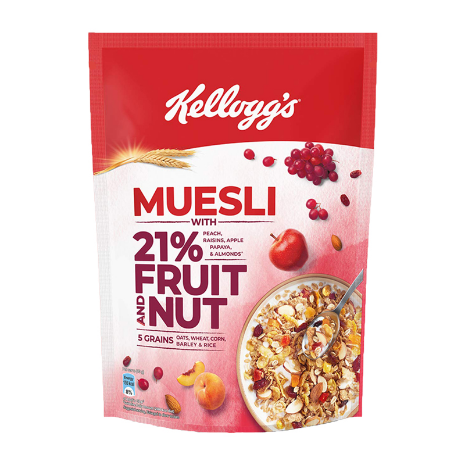 Kellogg's
MUESLI
WITH
21%
PEACH,
RAISINS, APPLE
PAPAYA,
& ALMONDS*
FRUIT
AND
NUT
5 GRAINS
OATS, WHEAT, CORN,
BARLEY & RICE